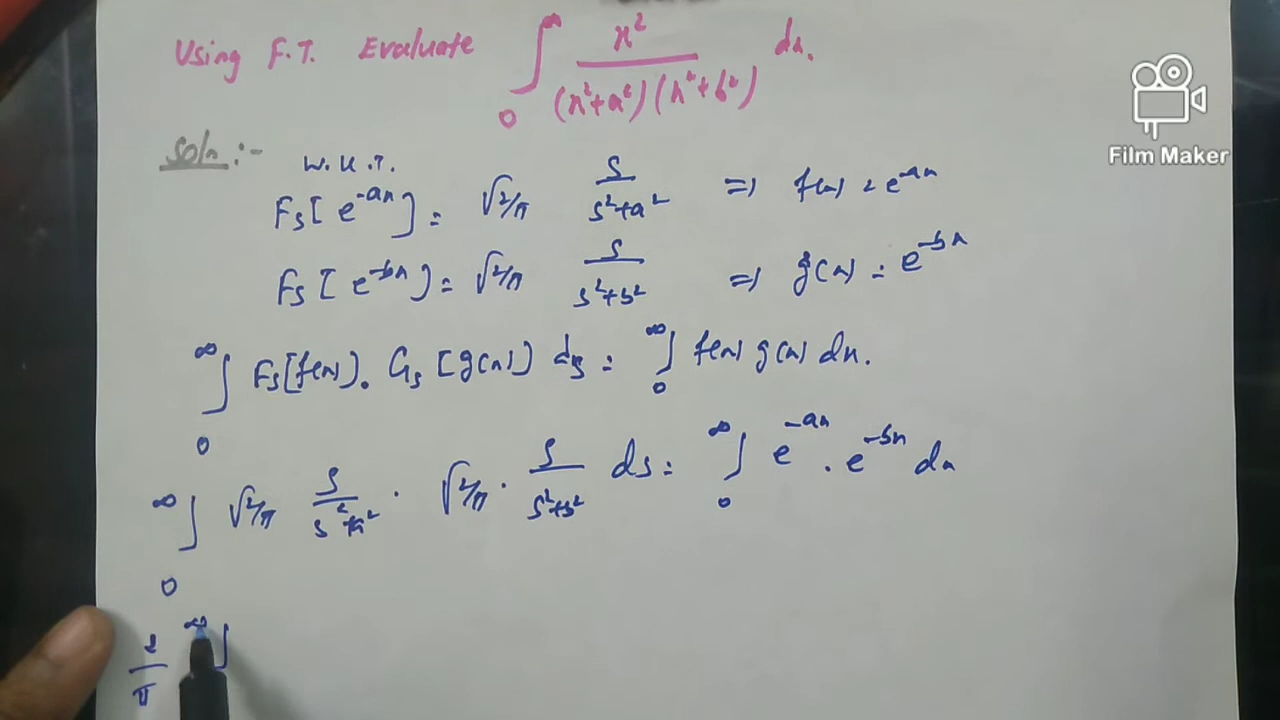 Using F.T. Evaluate ∫₀^∞ x²/((x²+a²)(x²+b²)) dx.
Soln :-
W.K.T.
Fs[e^-ax] = √2/π s/(s²+a²) => f(x) = e^-ax
Fs[e^-bx] = √2/π s/(s²+b²) => g(x) = e^-bx
∫₀^∞ Fs[f(x)] . Gs[g(x)] ds = ∫₀^∞ f(x) g(x) dx.
∫₀^∞ √2/π s/(s²+a²) . √2/π . s/(s²+b²) ds = ∫₀^∞ e^-ax . e^-bx dx
2/π ∫^∞
Film Maker